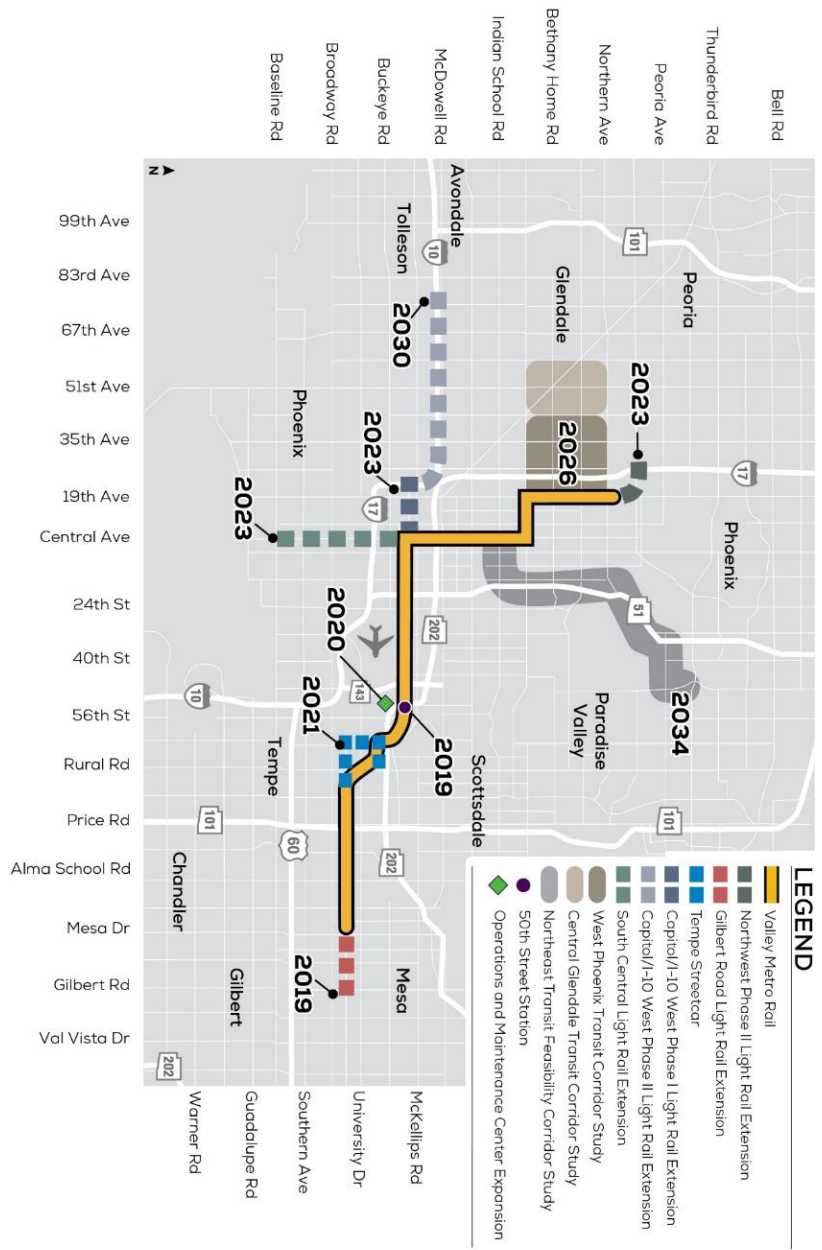 Bell Rd
Thunderbird Rd
Peoria Ave
Northern Ave
Bethany Home Rd
Indian School Rd
McDowell Rd
Buckeye Rd
Broadway Rd
Baseline Rd
99th Ave
83rd Ave
67th Ave
51st Ave
35th Ave
19th Ave
Central Ave
24th St
40th St
56th St
Rural Rd
Price Rd
Alma School Rd
Mesa Dr
Gilbert Rd
Val Vista Dr
McKellips Rd
University Dr
Southern Ave
Guadalupe Rd
Warner Rd
N
Avondale
Tolleson
10
101
Peoria
Glendale
2030
Phoenix
2023
2026
2023
17
17
Phoenix
2023
51
202
2020
143
2034
Paradise
Valley
10
2021
2019
Scottsdale
Tempe
101
60
202
101
Chandler
Mesa
2019
Gilbert
202
LEGEND
Valley Metro Rail
Northwest Phase II Light Rail Extension
Capitol/I-10 West Phase I Light Rail Extension
Capitol/I-10 West Phase II Light Rail Extension
Tempe Streetcar
Gilbert Road Light Rail Extension
South Central Light Rail Extension
West Phoenix Transit Corridor Study
Central Glendale Transit Corridor Study
Northeast Transit Feasibility Corridor Study
50th Street Station
Operations and Maintenance Center Expansion